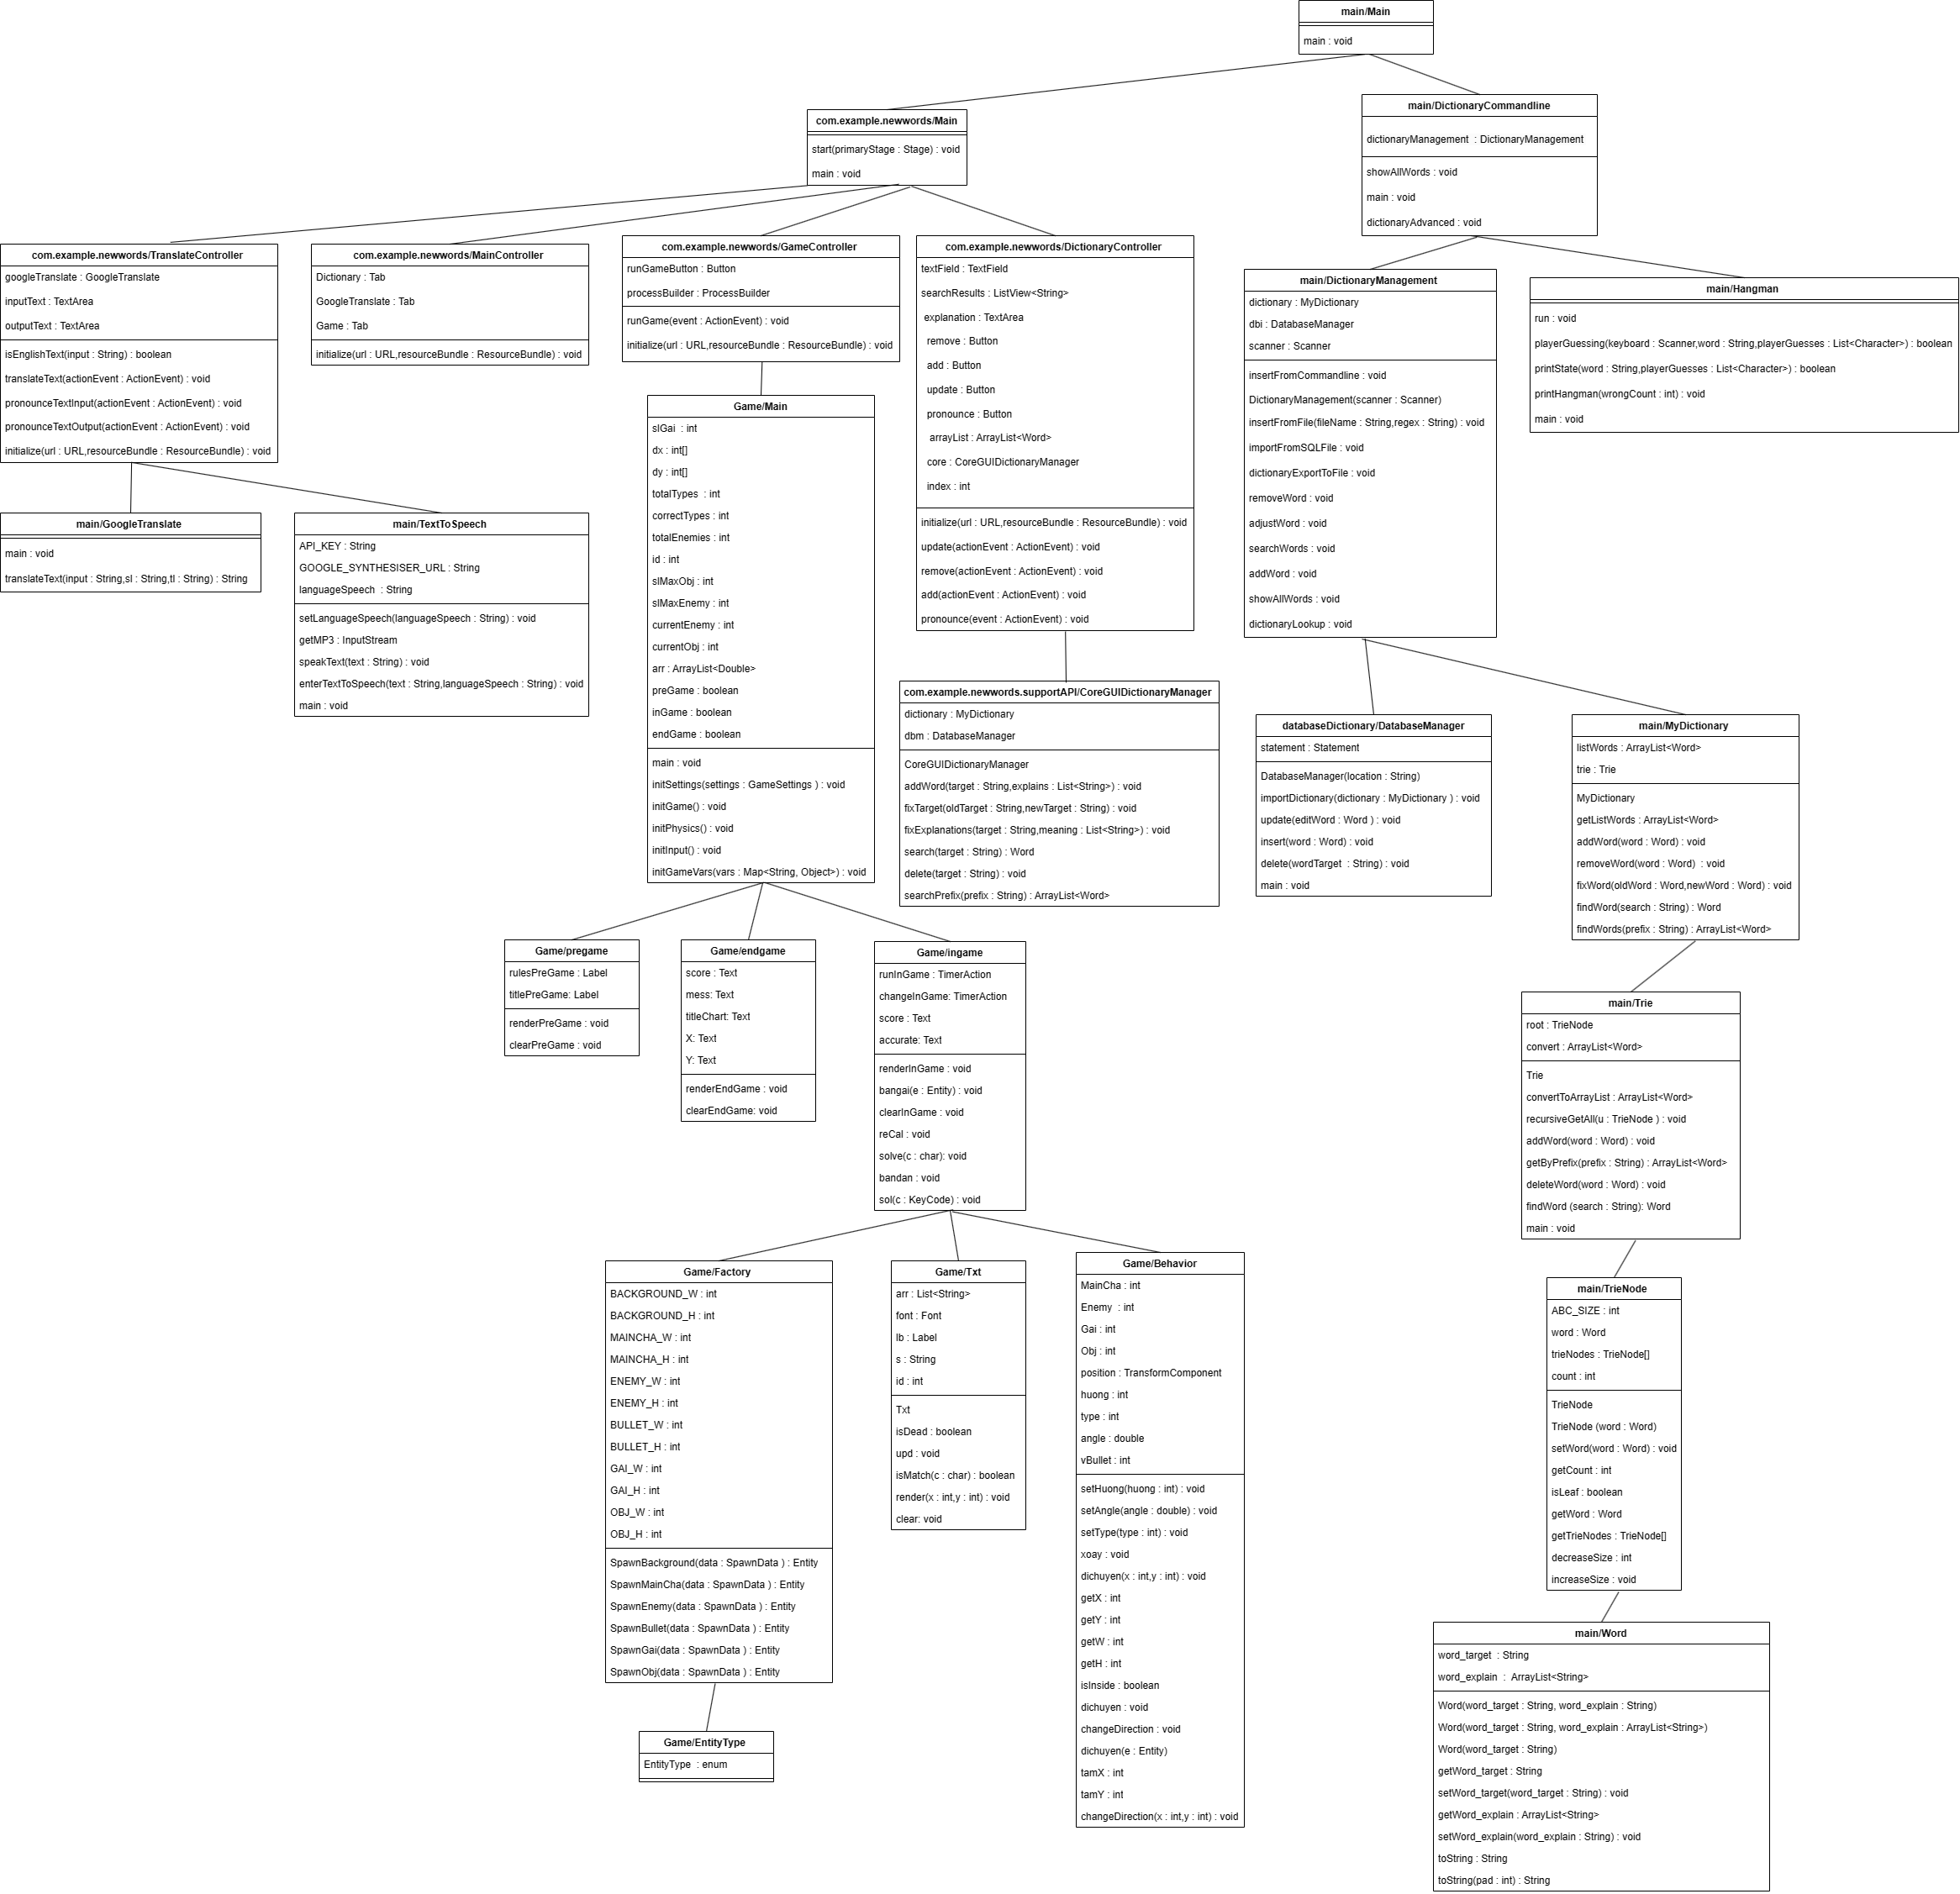 main/Main
main : void
com.example.newwords/Main
start(primaryStage : Stage) : void
main : void
main/DictionaryCommandline
dictionaryManagement : DictionaryManagement
showAllWords : void
main : void
dictionaryAdvanced : void
com.example.newwords/TranslateController
googleTranslate : GoogleTranslate
inputText : TextArea
outputText : TextArea
isEnglishText(input : String) : boolean
translateText(actionEvent : ActionEvent) : void
pronounceTextInput(actionEvent : ActionEvent) : void
pronounceTextOutput(actionEvent : ActionEvent) : void
initialize(url : URL,resourceBundle : ResourceBundle) : void
com.example.newwords/MainController
Dictionary : Tab
GoogleTranslate : Tab
Game : Tab
initialize(url : URL,resourceBundle : ResourceBundle) : void
com.example.newwords/GameController
runGameButton : Button
processBuilder : ProcessBuilder
runGame(event : ActionEvent) : void
initialize(url : URL,resourceBundle : ResourceBundle) : void
com.example.newwords/DictionaryController
textField : TextField
searchResults : ListView<String>
explanation : TextArea
remove : Button
add : Button
update : Button
pronounce : Button
arrayList : ArrayList<Word>
core : CoreGUIDictionaryManager
index : int
initialize(url : URL,resourceBundle : ResourceBundle) : void
update(actionEvent : ActionEvent) : void
remove(actionEvent : ActionEvent) : void
add(actionEvent : ActionEvent) : void
pronounce(event : ActionEvent) : void
main/DictionaryManagement
dictionary : MyDictionary
dbi : DatabaseManager
scanner : Scanner
insertFromCommandline : void
DictionaryManagement(scanner : Scanner)
insertFromFile(fileName : String,regex : String) : void
importFromSQLFile : void
dictionaryExportToFile : void
removeWord : void
adjustWord : void
searchWords : void
addWord : void
showAllWords : void
dictionaryLookup : void
main/Hangman
run : void
playerGuessing(keyboard : Scanner,word : String,playerGuesses : List<Character>) : boolean
printState(word : String,playerGuesses : List<Character>) : boolean
printHangman(wrongCount : int) : void
main : void
main/GoogleTranslate
main : void
translateText(input : String,sl : String,tl : String) : String
main/TextToSpeech
API_KEY : String
GOOGLE_SYNTHESISER_URL : String
languageSpeech : String
setLanguageSpeech(languageSpeech : String) : void
getMP3 : InputStream
speakText(text : String) : void
enterTextToSpeech(text : String,languageSpeech : String) : void
main : void
Game/Main
slGai : int
dx : int[]
dy : int[]
totalTypes : int
correctTypes : int
totalEnemies : int
id : int
slMaxObj : int
slMaxEnemy : int
currentEnemy : int
currentObj : int
arr : ArrayList<Double>
preGame : boolean
inGame : boolean
endGame : boolean
main : void
initSettings(settings : GameSettings ) : void
initGame() : void
initPhysics() : void
initInput() : void
initGameVars(vars : Map<String, Object>) : void
com.example.newwords.supportAPI/CoreGUIDictionaryManager
dictionary : MyDictionary
dbm : DatabaseManager
CoreGUIDictionaryManager
addWord(target : String,explains : List<String>) : void
fixTarget(oldTarget : String,newTarget : String) : void
fixExplanations(target : String,meaning : List<String>) : void
search(target : String) : Word
delete(target : String) : void
searchPrefix(prefix : String) : ArrayList<Word>
databaseDictionary/DatabaseManager
statement : Statement
DatabaseManager(location : String)
importDictionary(dictionary : MyDictionary ) : void
update(editWord : Word ) : void
insert(word : Word) : void
delete(wordTarget : String) : void
main : void
main/MyDictionary
listWords : ArrayList<Word>
trie : Trie
MyDictionary
getListWords : ArrayList<Word>
addWord(word : Word) : void
removeWord(word : Word) : void
fixWord(oldWord : Word,newWord : Word) : void
findWord(search : String) : Word
findWords(prefix : String) : ArrayList<Word>
Game/pregame
rulesPreGame : Label
titlePreGame: Label
renderPreGame : void
clearPreGame : void
Game/endgame
score : Text
mess: Text
titleChart: Text
X: Text
Y: Text
renderEndGame : void
clearEndGame: void
Game/ingame
runInGame : TimerAction
changeInGame: TimerAction
score : Text
accurate: Text
renderInGame : void
bangai(e : Entity) : void
clearInGame : void
reCal : void
solve(c : char): void
bandan : void
sol(c : KeyCode) : void
main/Trie
root : TrieNode
convert : ArrayList<Word>
Trie
convertToArrayList : ArrayList<Word>
recursiveGetAll(u : TrieNode ) : void
addWord(word : Word) : void
getByPrefix(prefix : String) : ArrayList<Word>
deleteWord(word : Word) : void
findWord (search : String): Word
main : void
Game/Factory
BACKGROUND_W : int
BACKGROUND_H : int
MAINCHA_W : int
MAINCHA_H : int
ENEMY_W : int
ENEMY_H : int
BULLET_W : int
BULLET_H : int
GAI_W : int
GAI_H : int
OBJ_W : int
OBJ_H : int
SpawnBackground(data : SpawnData ) : Entity
SpawnMainCha(data : SpawnData ) : Entity
SpawnEnemy(data : SpawnData ) : Entity
SpawnBullet(data : SpawnData ) : Entity
SpawnGai(data : SpawnData ) : Entity
SpawnObj(data : SpawnData ) : Entity
Game/Txt
arr : List<String>
font : Font
lb : Label
s : String
id : int
Txt
isDead : boolean
upd : void
isMatch(c : char) : boolean
render(x : int,y : int) : void
clear: void
Game/Behavior
MainCha : int
Enemy : int
Gai : int
Obj : int
position : TransformComponent
huong : int
type : int
angle : double
vBullet : int
setHuong(huong : int) : void
setAngle(angle : double) : void
setType(type : int) : void
xoay : void
dichuyen(x : int,y : int) : void
getX : int
getY : int
getW : int
getH : int
isInside : boolean
dichuyen : void
changeDirection : void
dichuyen(e : Entity)
tamX : int
tamY : int
changeDirection(x : int,y : int) : void
main/TrieNode
ABC_SIZE : int
word : Word
trieNodes : TrieNode[]
count : int
TrieNode
TrieNode (word : Word)
setWord(word : Word) : void
getCount : int
isLeaf : boolean
getWord : Word
getTrieNodes : TrieNode[]
decreaseSize : int
increaseSize : void
Game/EntityType
EntityType : enum
main/Word
word_target : String
word_explain : ArrayList<String>
Word(word_target : String, word_explain : String)
Word(word_target : String, word_explain : ArrayList<String>)
Word(word_target : String)
getWord_target : String
setWord_target(word_target : String) : void
getWord_explain : ArrayList<String>
setWord_explain(word_explain : String) : void
toString : String
toString(pad : int) : String